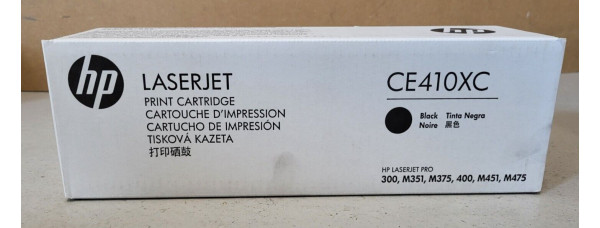 hp
LASERJET
PRINT CARTRIDGE
CARTOUCHE D'IMPRESSION
CARTUCHO DE IMPRESIÓN
TISKOVÁ KAZETA
打印硒鼓
CE410XC
Black Tinta Negra
Noire 黑色
HP LASERJET PRO
300, M351, M375, 400, M451, M475